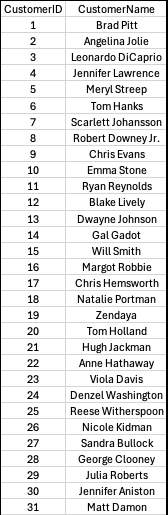 CustomerID CustomerName
1 Brad Pitt
2 Angelina Jolie
3 Leonardo DiCaprio
4 Jennifer Lawrence
5 Meryl Streep
6 Tom Hanks
7 Scarlett Johansson
8 Robert Downey Jr.
9 Chris Evans
10 Emma Stone
11 Ryan Reynolds
12 Blake Lively
13 Dwayne Johnson
14 Gal Gadot
15 Will Smith
16 Margot Robbie
17 Chris Hemsworth
18 Natalie Portman
19 Zendaya
20 Tom Holland
21 Hugh Jackman
22 Anne Hathaway
23 Viola Davis
24 Denzel Washington
25 Reese Witherspoon
26 Nicole Kidman
27 Sandra Bullock
28 George Clooney
29 Julia Roberts
30 Jennifer Aniston
31 Matt Damon